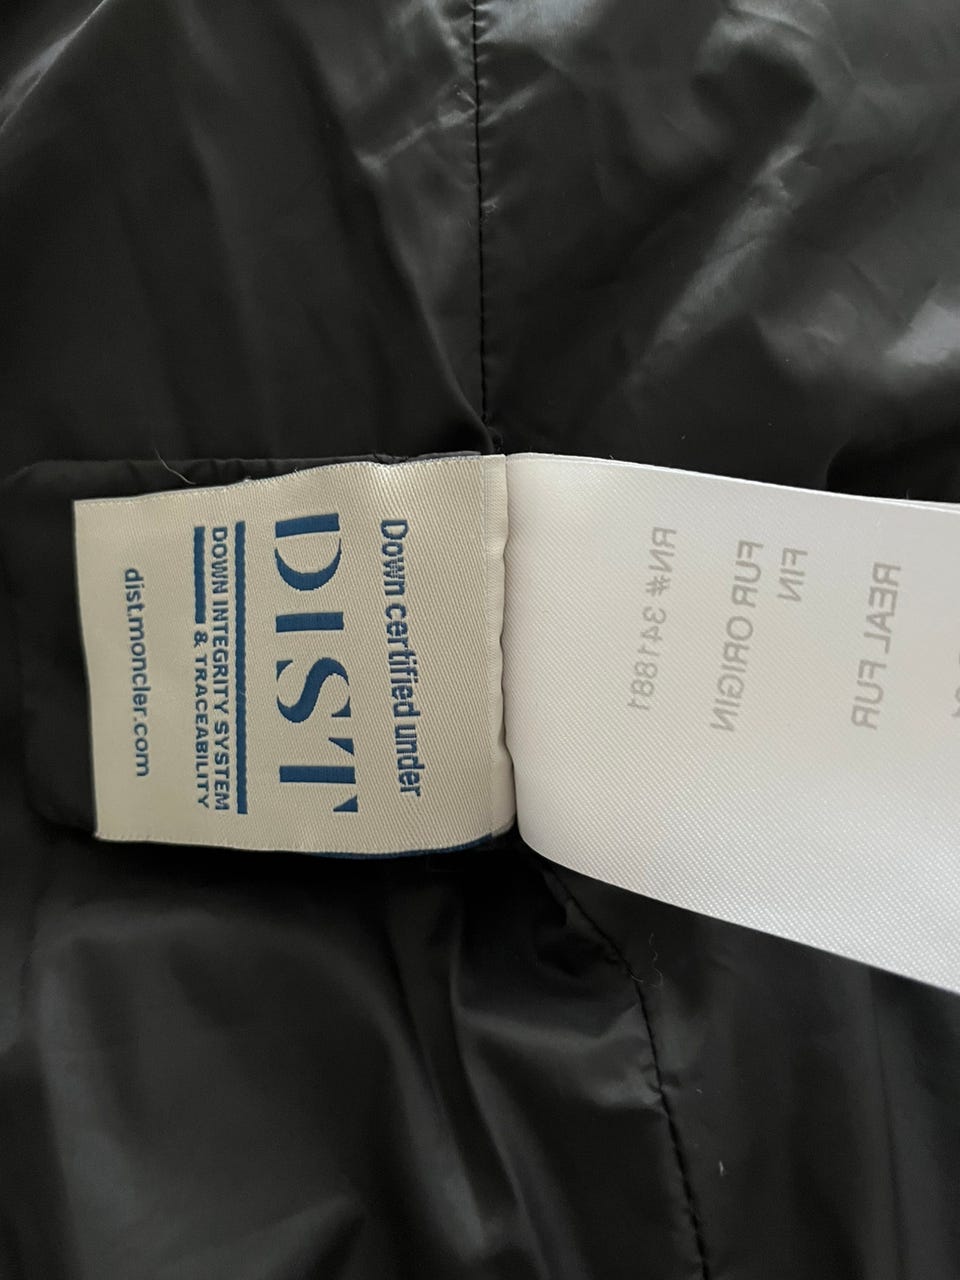 Down certified under
DIST
DOWN INTEGRITY SYSTEM
& TRACEABILITY
dist.moncler.com
REAL FUR
FIN
FUR ORIGIN
RN# 341881